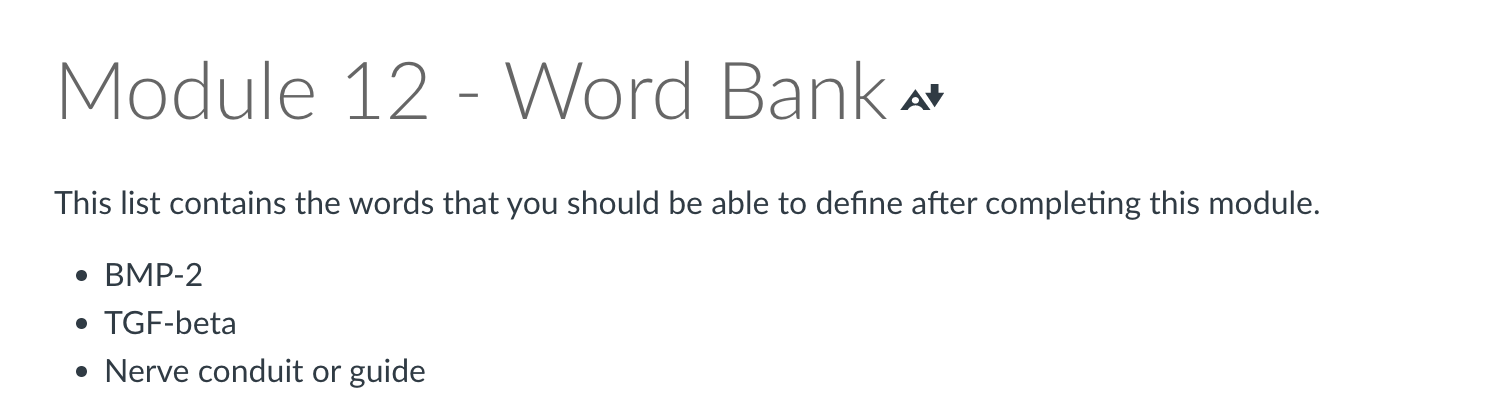 Module 12 - Word Bank
This list contains the words that you should be able to define after completing this module.
• BMP-2
• TGF-beta
• Nerve conduit or guide